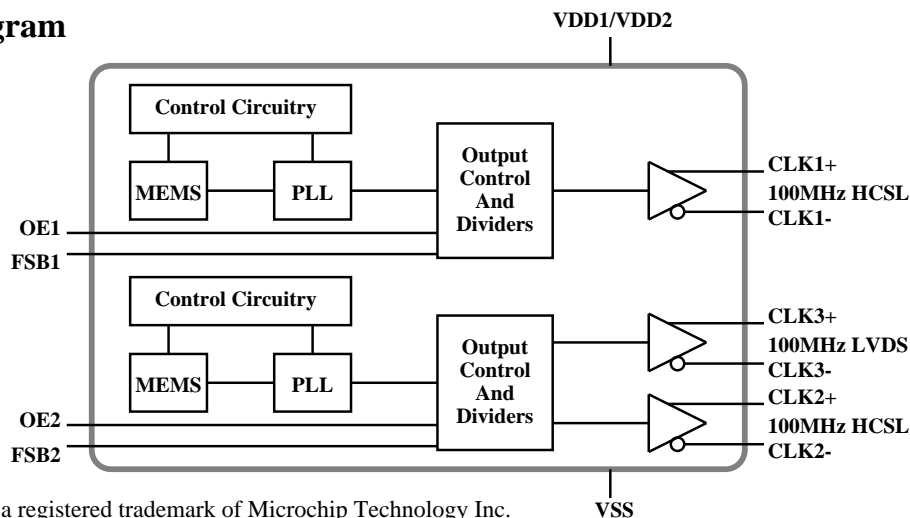 gram
VDD1/VDD2
Control Circuitry
MEMS
PLL
Output
Control
And
Dividers
CLK1+
100MHz HCSL
CLK1-
OE1
FSB1
Control Circuitry
MEMS
PLL
Output
Control
And
Dividers
CLK3+
100MHz LVDS
CLK3-
CLK2+
100MHz HCSL
CLK2-
OE2
FSB2
VSS
a registered trademark of Microchip Technology Inc.